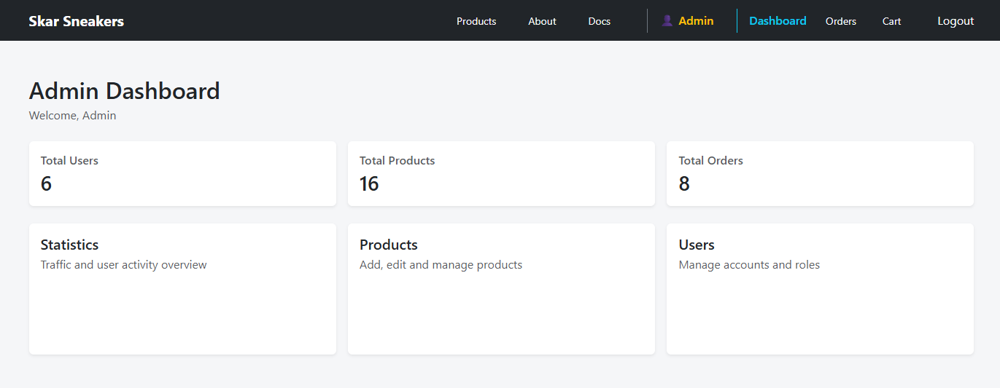 Skar Sneakers Products About Docs Admin Dashboard Orders Cart Logout
Admin Dashboard
Welcome, Admin
Total Users
6
Total Products
16
Total Orders
8
Statistics
Traffic and user activity overview
Products
Add, edit and manage products
Users
Manage accounts and roles